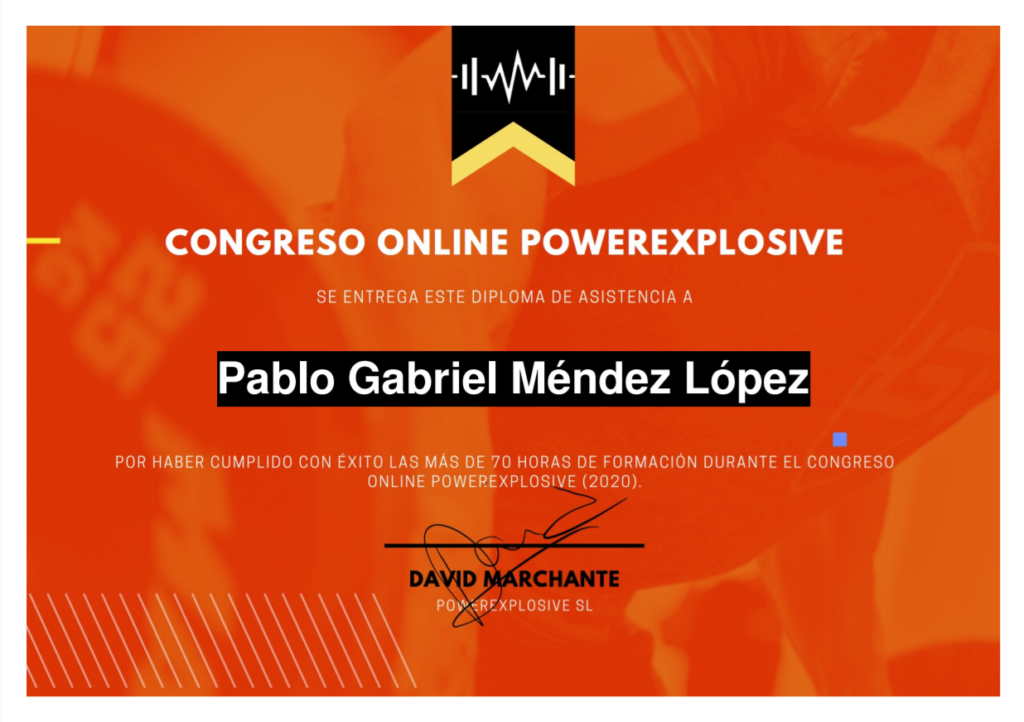 CONGRESO ONLINE POWEREXPLOSIVE
SE ENTREGA ESTE DIPLOMA DE ASISTENCIA A
Pablo Gabriel Méndez López
POR HABER CUMPLIDO CON ÉXITO LAS MÁS DE 70 HORAS DE FORMACIÓN DURANTE EL CONGRESO
ONLINE POWEREXPLOSIVE (2020).
DAVID MARCHANTE
POWEREXPLOSIVE SL